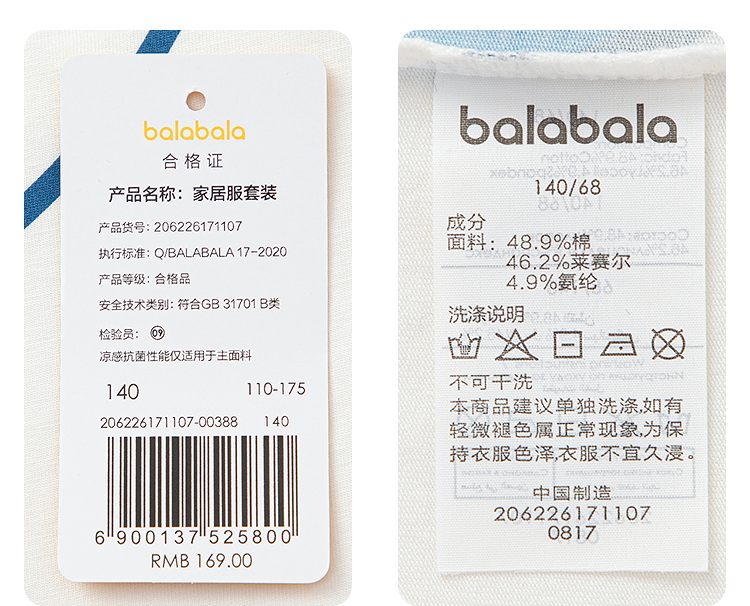 balabala
合格证
产品名称：家居服套装
产品货号：206226171107
执行标准：Q/BALABALA 17-2020
产品等级：合格品
安全技术类别：符合GB 31701 B类
检验员：09
凉感抗菌性能仅适用于主面料
140 110-175
206226171107-00388 140
6 900137 525800
RMB 169.00
balabala
140/68
成分
面料：48.9%棉
46.2%莱赛尔
4.9%氨纶
洗涤说明
不可干洗
本商品建议单独洗涤,如有
轻微褪色属正常现象,为保
持衣服色泽,衣服不宜久浸。
中国制造
206226171107
0817